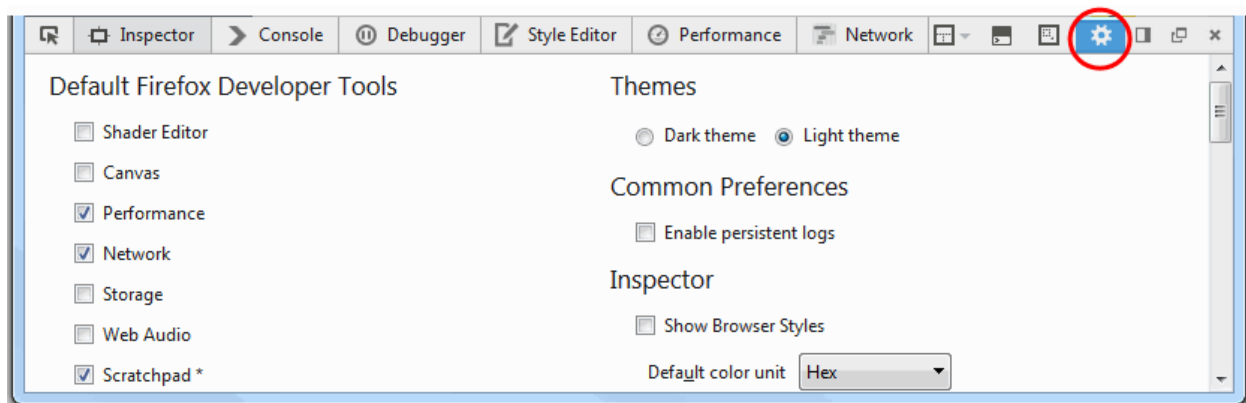 Inspector Console Debugger Style Editor Performance Network
Default Firefox Developer Tools
Shader Editor
Canvas
Performance
Network
Storage
Web Audio
Scratchpad *
Themes
Dark theme Light theme
Common Preferences
Enable persistent logs
Inspector
Show Browser Styles
Default color unit Hex